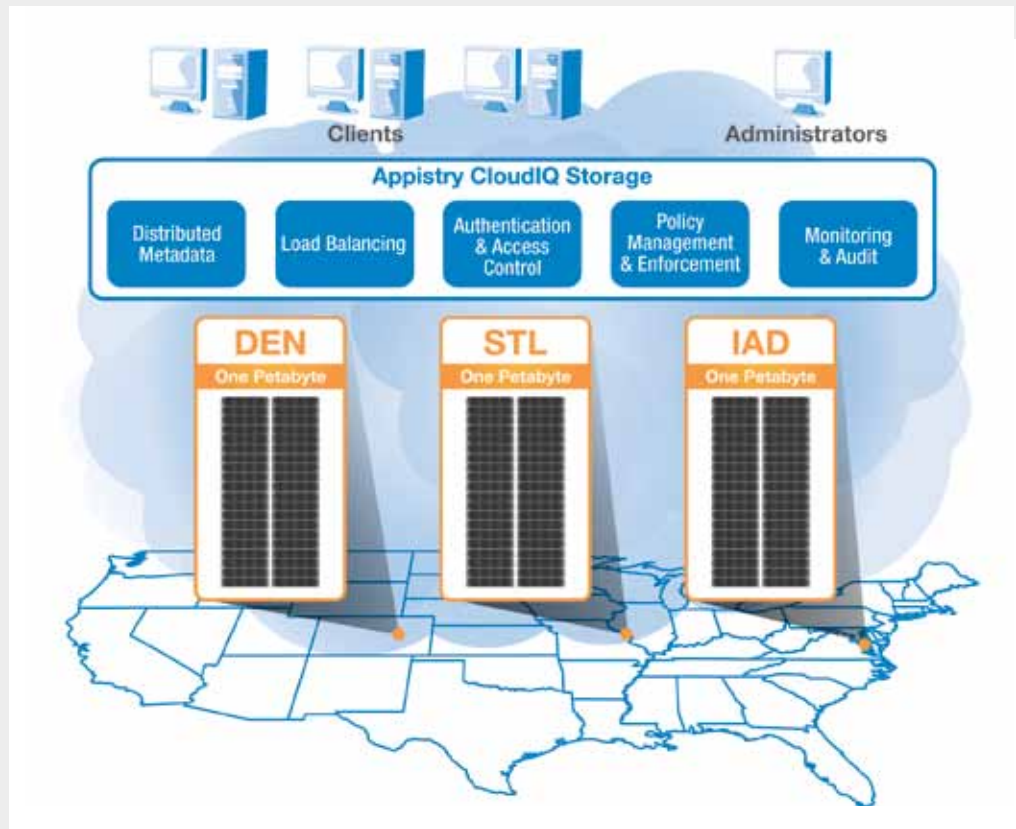 Clients
Administrators
Appistry CloudIQ Storage
Distributed
Metadata
Load Balancing
Authentication
& Access
Control
Policy
Management
& Enforcement
Monitoring
& Audit
DEN
One Petabyte
STL
One Petabyte
IAD
One Petabyte